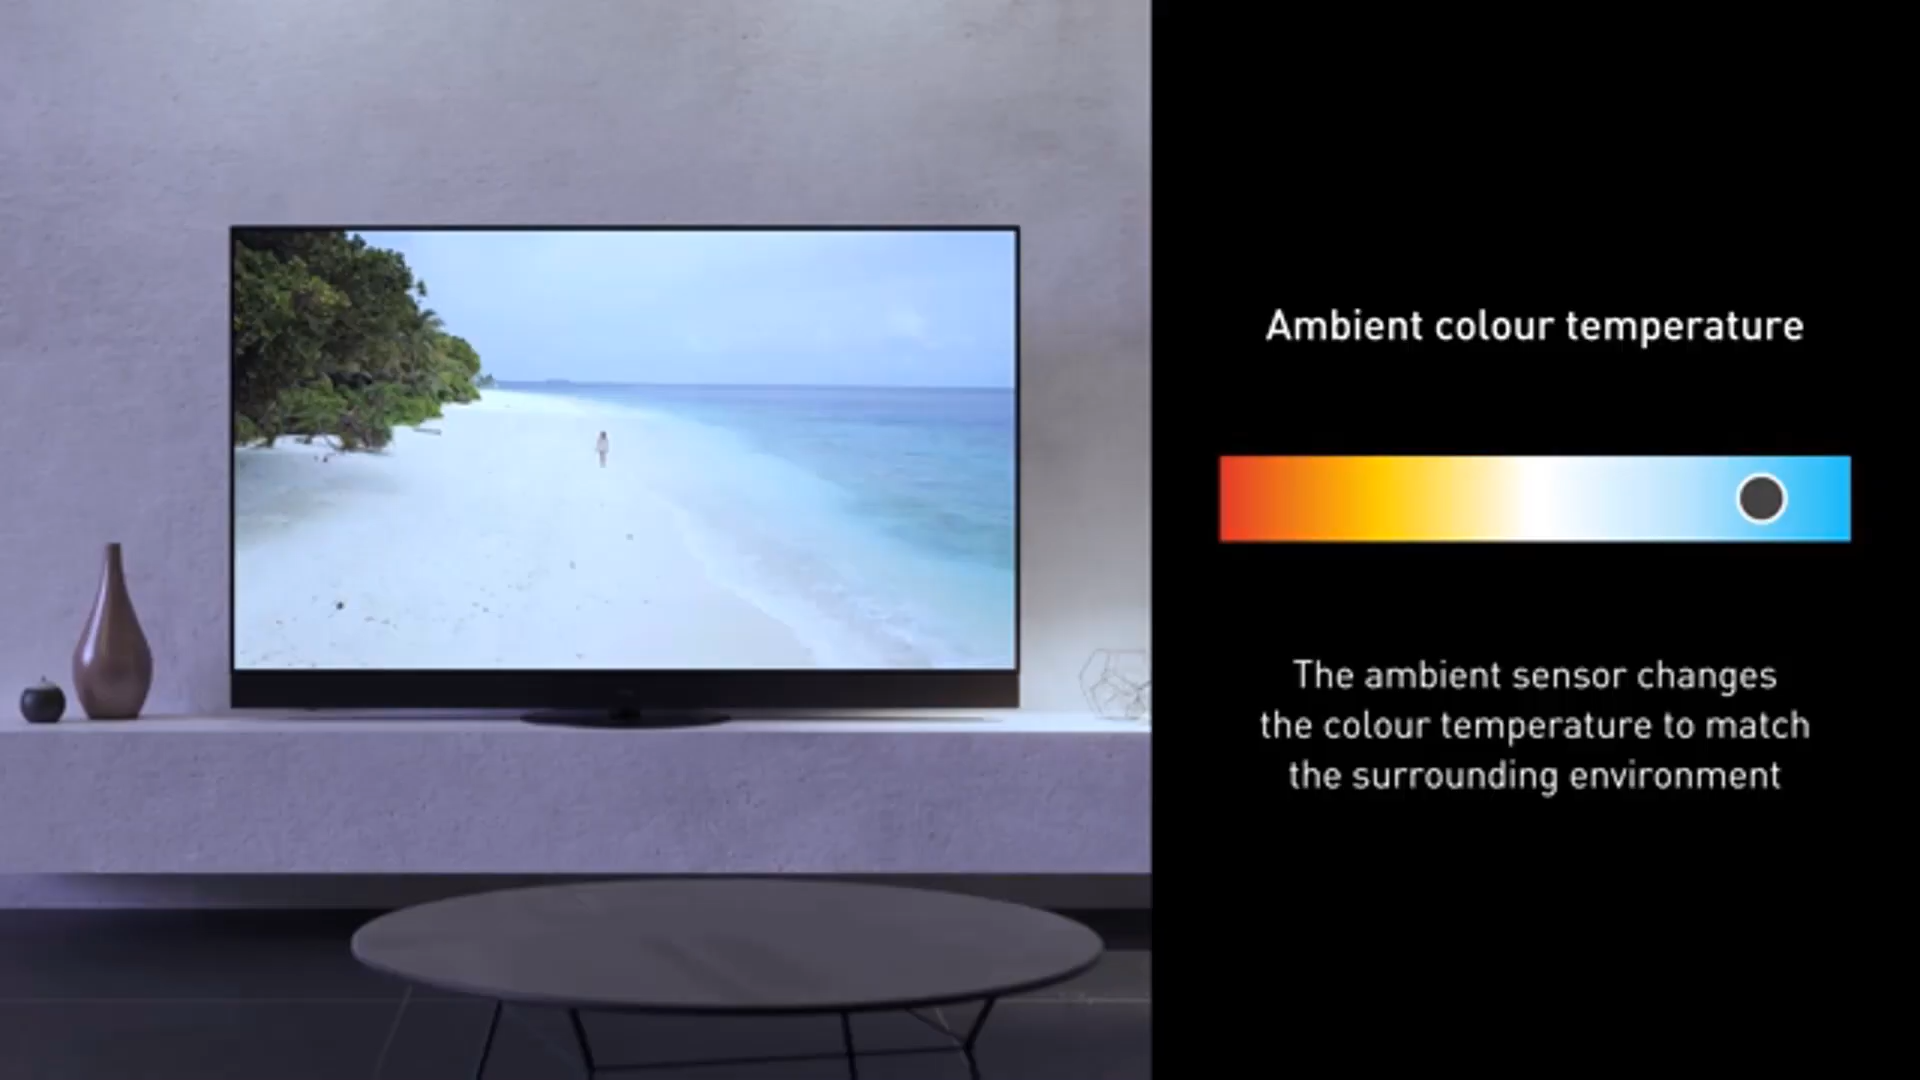 Ambient colour temperature
The ambient sensor changes
the colour temperature to match
the surrounding environment